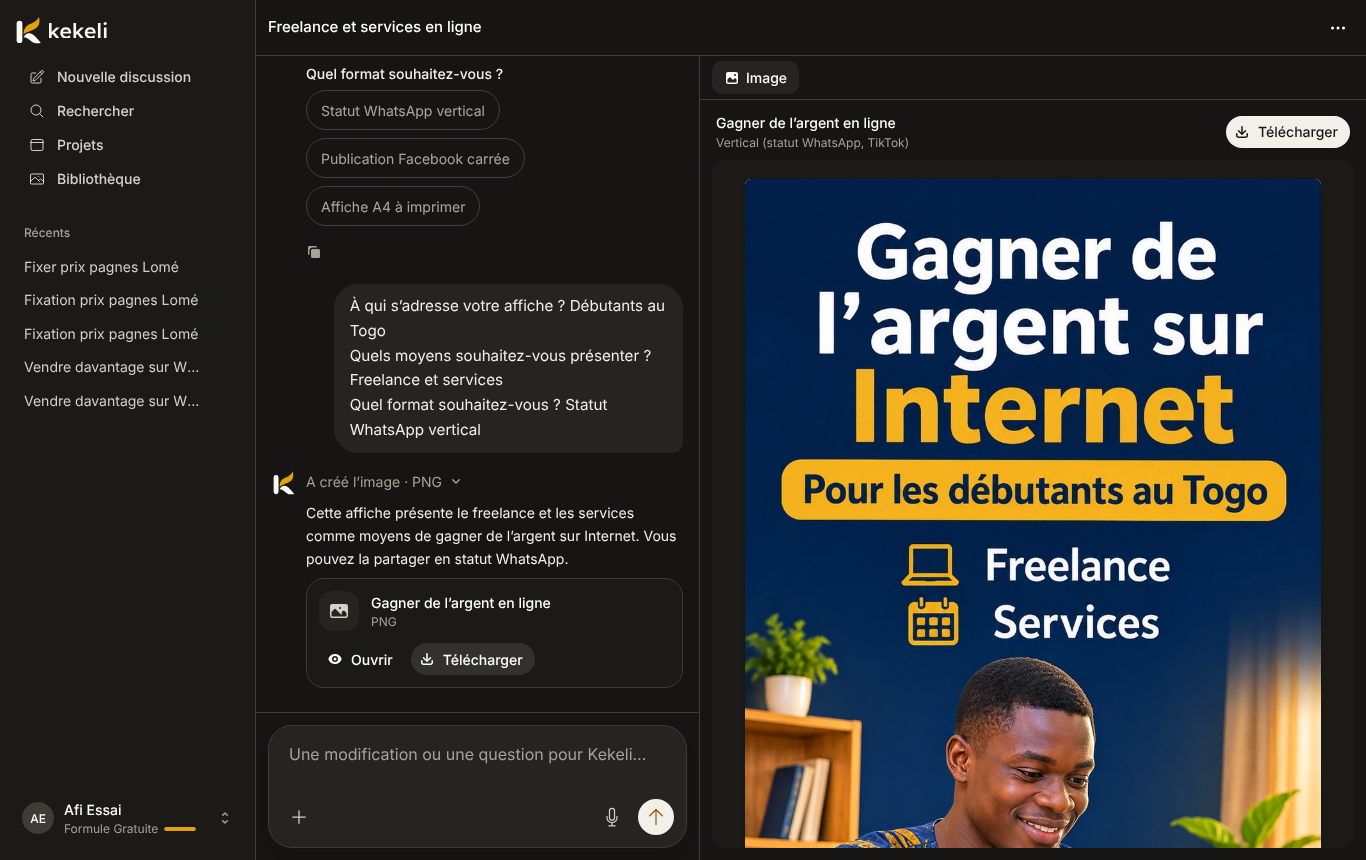 kekeli
Nouvelle discussion
Rechercher
Projets
Bibliothèque
Récents
Fixer prix pagnes Lomé
Fixation prix pagnes Lomé
Fixation prix pagnes Lomé
Vendre davantage sur W...
Vendre davantage sur W...
AE
Afi Essai
Formule Gratuite
Freelance et services en ligne
Quel format souhaitez-vous ?
Statut WhatsApp vertical
Publication Facebook carrée
Affiche A4 à imprimer
À qui s’adresse votre affiche ? Débutants au
Togo
Quels moyens souhaitez-vous présenter ?
Freelance et services
Quel format souhaitez-vous ? Statut
WhatsApp vertical
A créé l’image · PNG
Cette affiche présente le freelance et les services
comme moyens de gagner de l’argent sur Internet. Vous
pouvez la partager en statut WhatsApp.
Gagner de l’argent en ligne
PNG
Ouvrir
Télécharger
Une modification ou une question pour Kekeli...
Image
Gagner de l’argent en ligne
Vertical (statut WhatsApp, TikTok)
Télécharger
Gagner de
l’argent sur
Internet
Pour les débutants au Togo
Freelance
Services